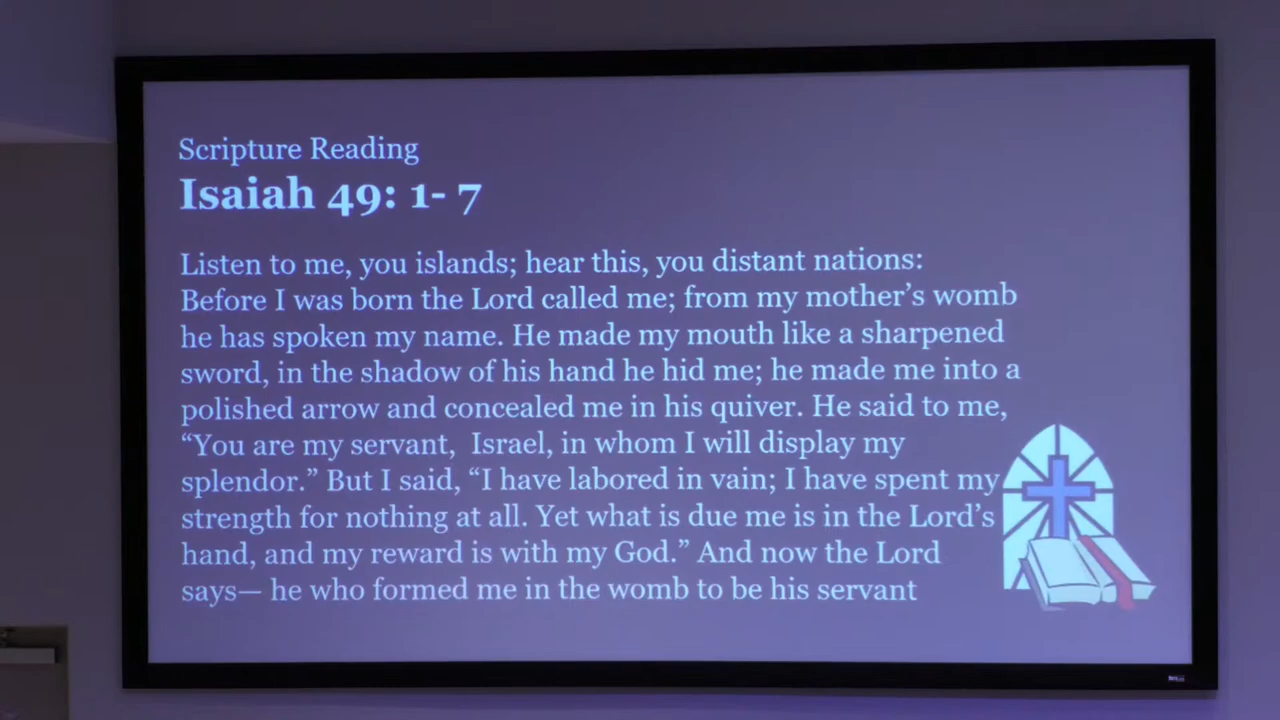 Scripture Reading
Isaiah 49: 1- 7
Listen to me, you islands; hear this, you distant nations:
Before I was born the Lord called me; from my mother’s womb
he has spoken my name. He made my mouth like a sharpened
sword, in the shadow of his hand he hid me; he made me into a
polished arrow and concealed me in his quiver. He said to me,
“You are my servant,  Israel, in whom I will display my
splendor.” But I said, “I have labored in vain; I have spent my
strength for nothing at all. Yet what is due me is in the Lord’s
hand, and my reward is with my God.” And now the Lord
says— he who formed me in the womb to be his servant